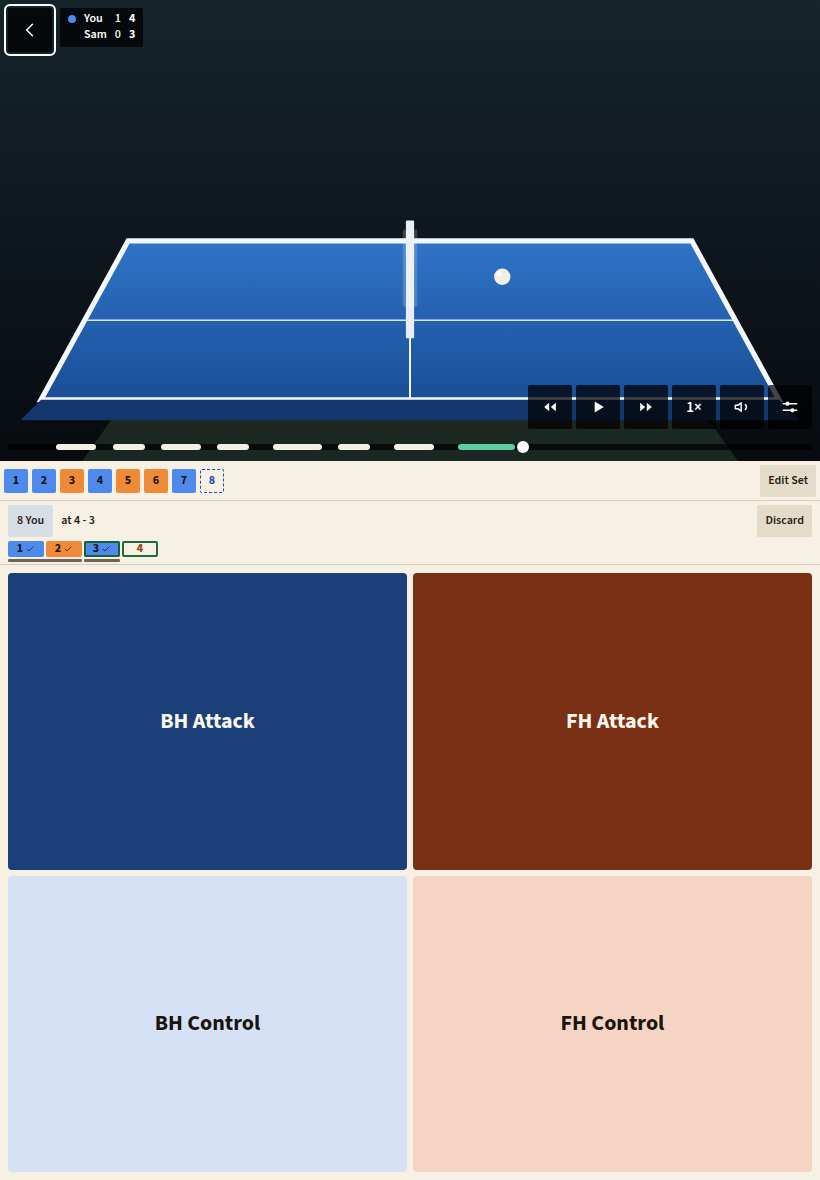 You 1 4
Sam 0 3
1×
1 2 3 4 5 6 7 8 Edit Set
8 You at 4 - 3 Discard
1 ✓ 2 ✓ 3 ✓ 4
BH Attack FH Attack
BH Control FH Control